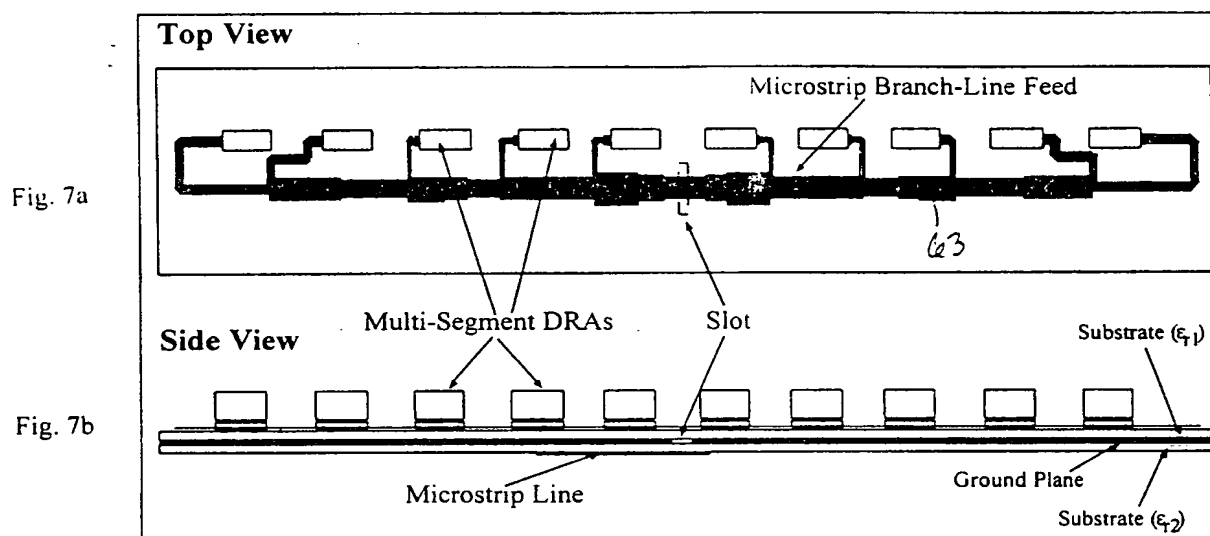 Top View
Microstrip Branch-Line Feed
Fig. 7a
63
Multi-Segment DRAs
Slot
Side View
Substrate (εr1)
Fig. 7b
Ground Plane
Microstrip Line
Substrate (εr2)